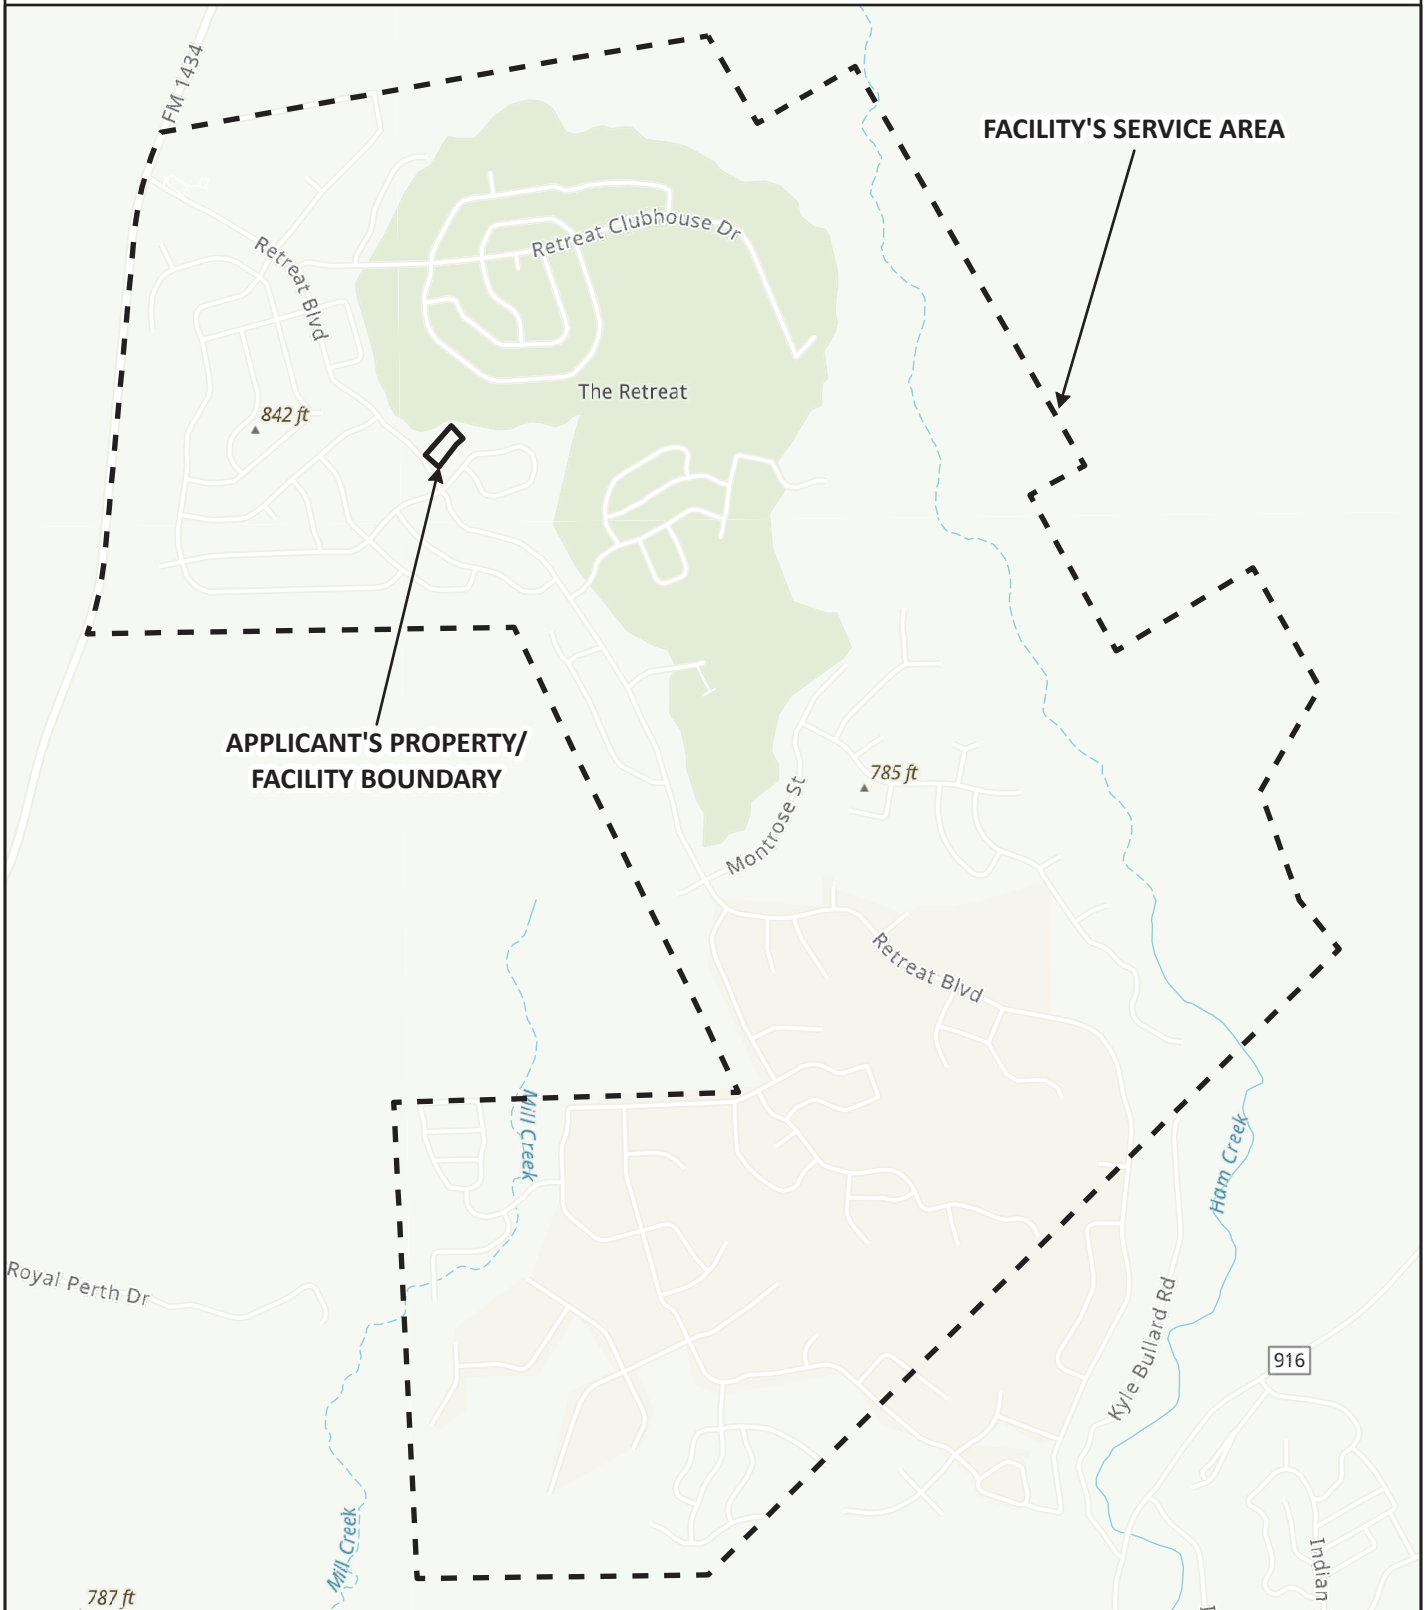 FM 1434
FACILITY'S SERVICE AREA
Retreat Clubhouse Dr
Retreat Blvd
The Retreat
842 ft
APPLICANT'S PROPERTY/
FACILITY BOUNDARY
785 ft
Montrose St
Retreat Blvd
Mill Creek
Ham Creek
Royal Perth Dr
Kyle Bullard Rd
916
Mill Creek
Indian
787 ft